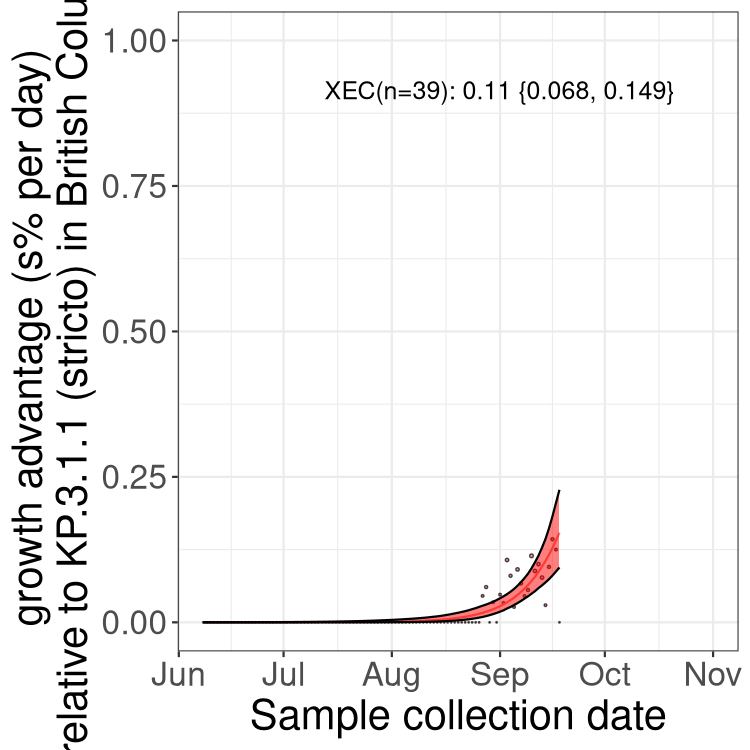 growth advantage (s% per day)
relative to KP.3.1.1 (stricto) in British Colu
1.00
0.75
0.50
0.25
0.00
XEC(n=39): 0.11 {0.068, 0.149}
Jun Jul Aug Sep Oct Nov
Sample collection date